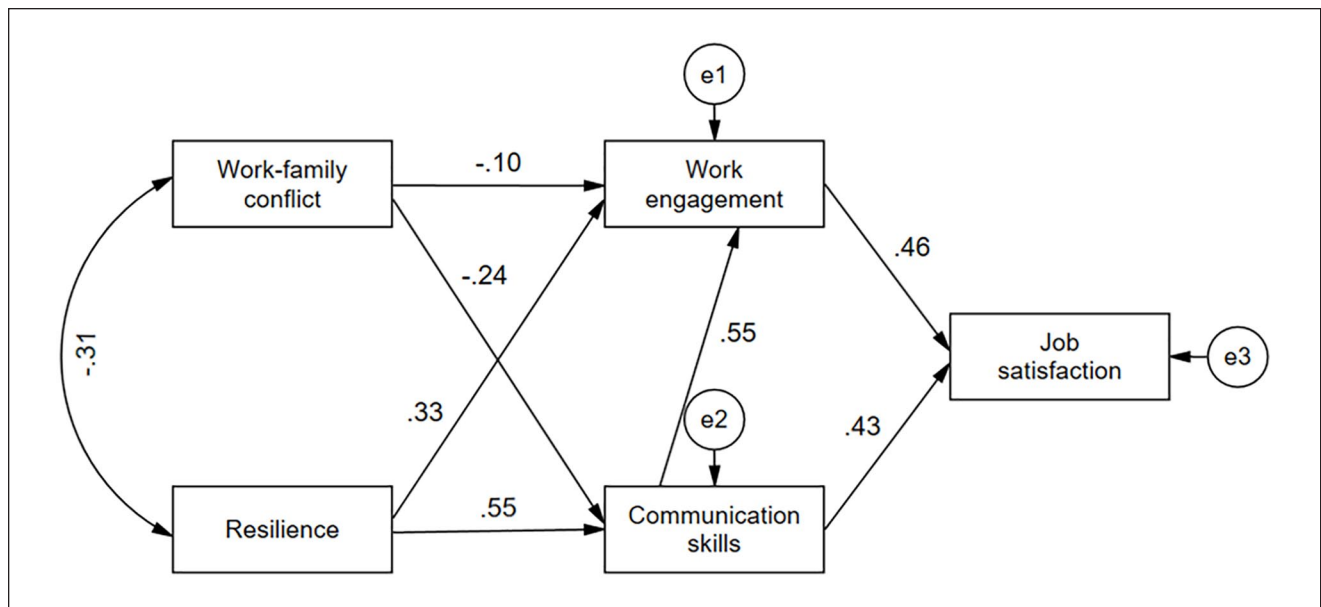 e1
Work-family
conflict
-.10
Work
engagement
-.24
.46
-.31
.55
Job
satisfaction
e3
.33
e2
.43
Resilience
.55
Communication
skills